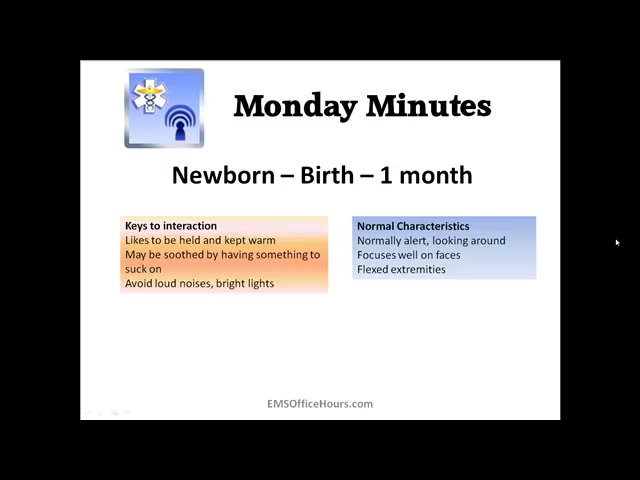 Monday Minutes
Newborn – Birth – 1 month
Keys to interaction
Likes to be held and kept warm
May be soothed by having something to
suck on
Avoid loud noises, bright lights
Normal Characteristics
Normally alert, looking around
Focuses well on faces
Flexed extremities
EMSOfficeHours.com